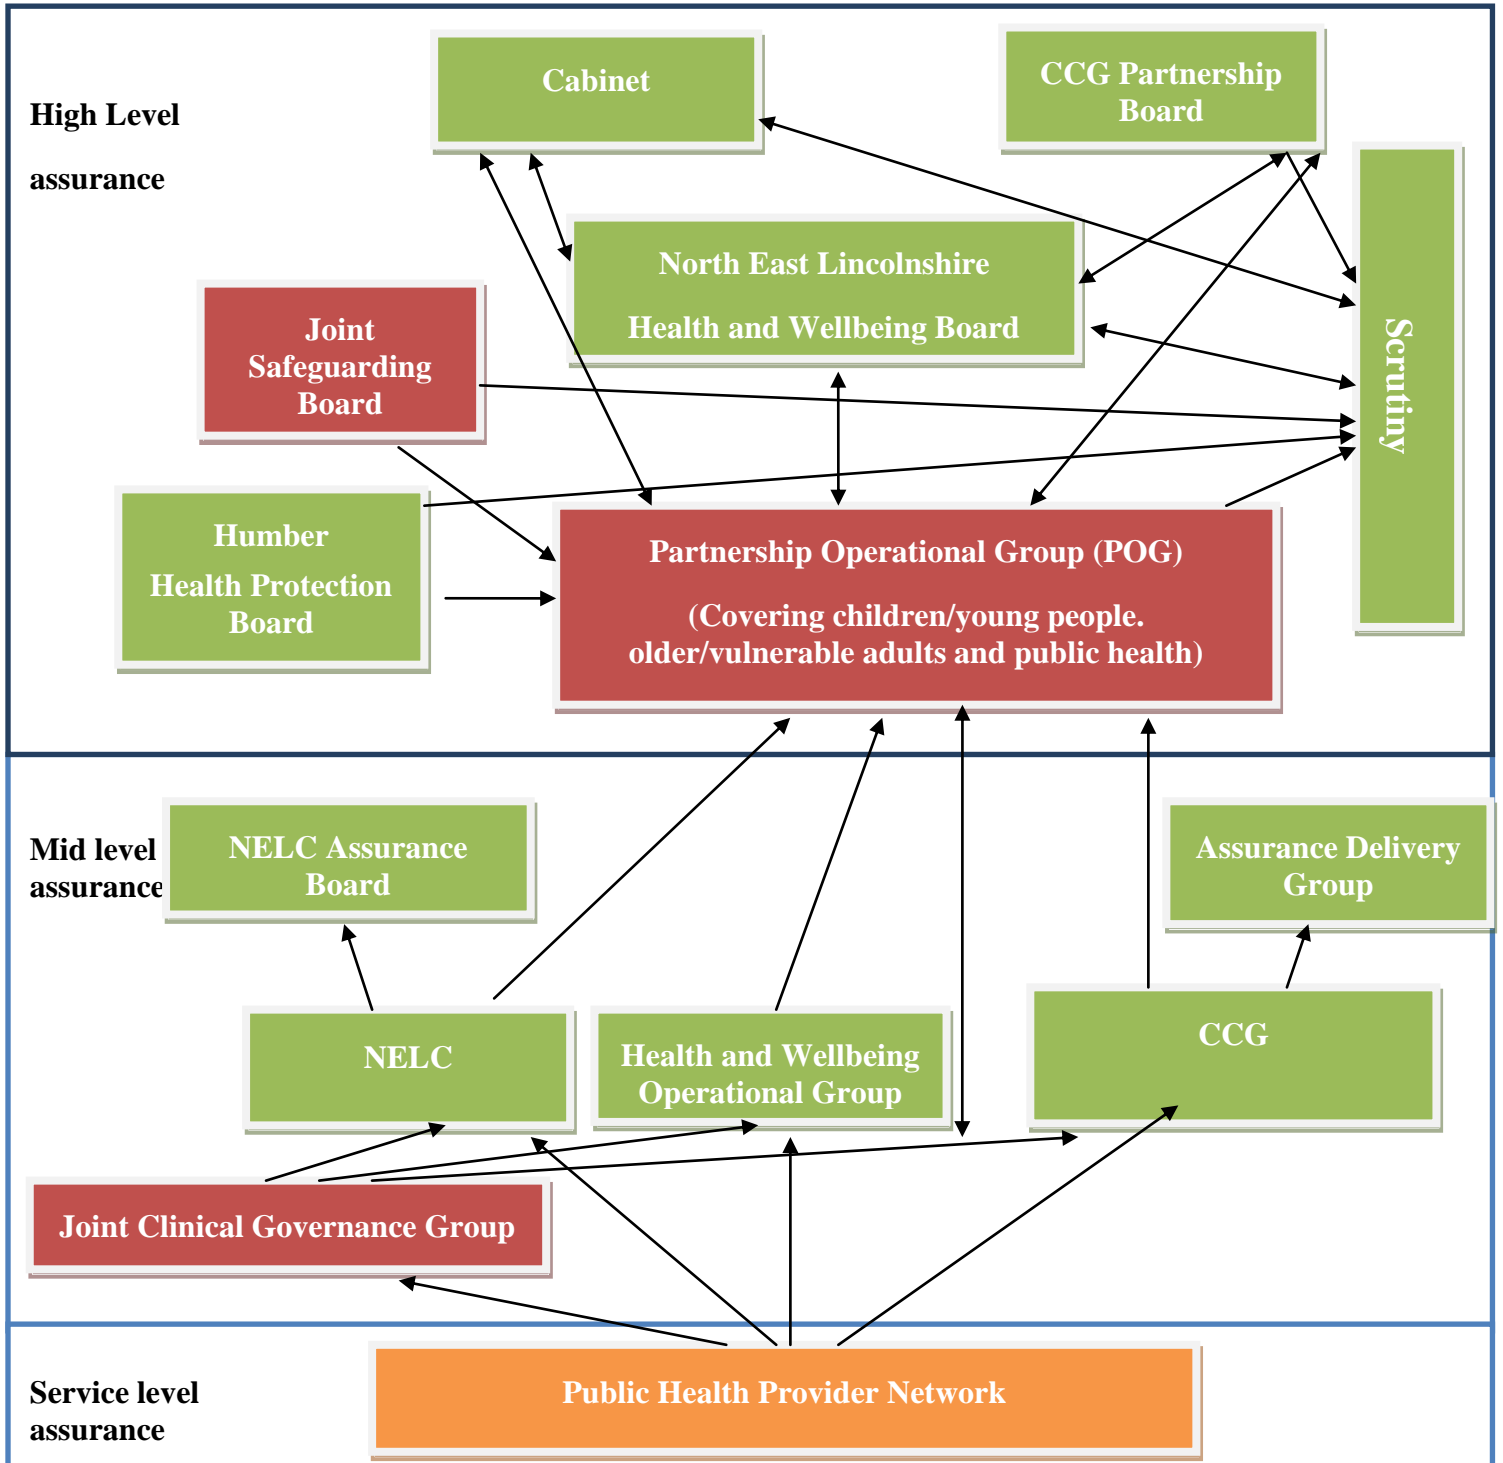 High Level
assurance
Cabinet
CCG Partnership
Board
North East Lincolnshire
Health and Wellbeing Board
Scrutiny
Joint
Safeguarding
Board
Humber
Health Protection
Board
Partnership Operational Group (POG)
(Covering children/young people.
older/vulnerable adults and public health)
Mid level
assurance
NELC Assurance
Board
Assurance Delivery
Group
NELC
Health and Wellbeing
Operational Group
CCG
Joint Clinical Governance Group
Service level
assurance
Public Health Provider Network